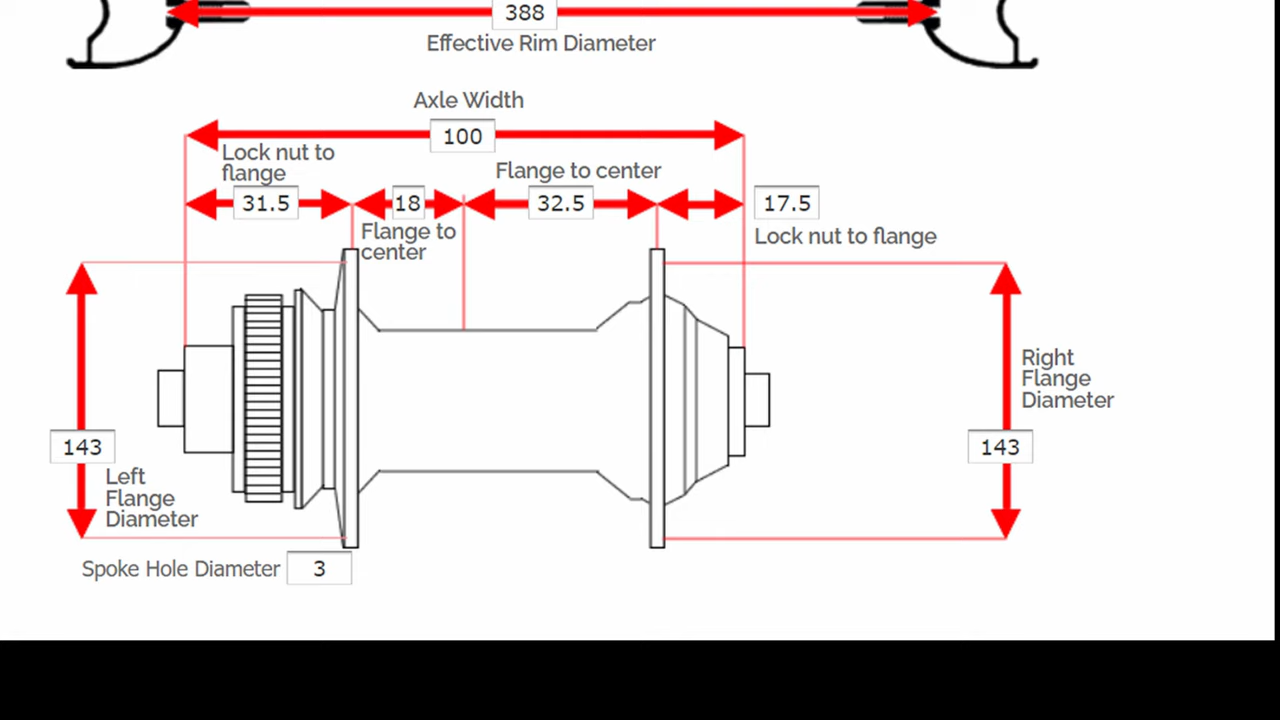 388
Effective Rim Diameter
Axle Width
100
Lock nut to
flange
Flange to center
31.5
18
32.5
17.5
Flange to
center
Lock nut to flange
Right
Flange
Diameter
143
143
Left
Flange
Diameter
Spoke Hole Diameter 3